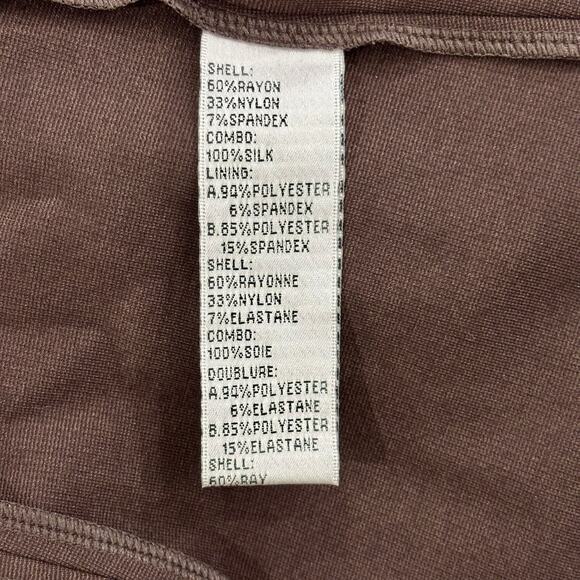 SHELL:
60%RAYON
33%NYLON
7%SPANDEX
COMBO:
100%SILK
LINING:
A.94%POLYESTER
6%SPANDEX
B.85%POLYESTER
15%SPANDEX
SHELL:
60%RAYONNE
33%NYLON
7%ELASTANE
COMBO:
100%SOIE
DOUBLURE:
A.94%POLYESTER
6%ELASTANE
B.85%POLYESTER
15%ELASTANE
SHELL:
60%RAY